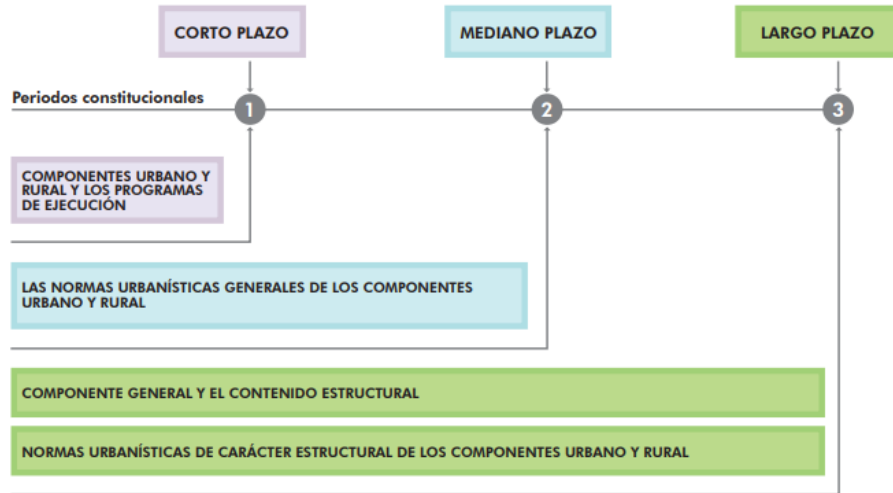 CORTO PLAZO
MEDIANO PLAZO
LARGO PLAZO
Periodos constitucionales
1
2
3
COMPONENTES URBANO Y
RURAL Y LOS PROGRAMAS
DE EJECUCIÓN
LAS NORMAS URBANÍSTICAS GENERALES DE LOS COMPONENTES
URBANO Y RURAL
COMPONENTE GENERAL Y EL CONTENIDO ESTRUCTURAL
NORMAS URBANÍSTICAS DE CARÁCTER ESTRUCTURAL DE LOS COMPONENTES URBANO Y RURAL